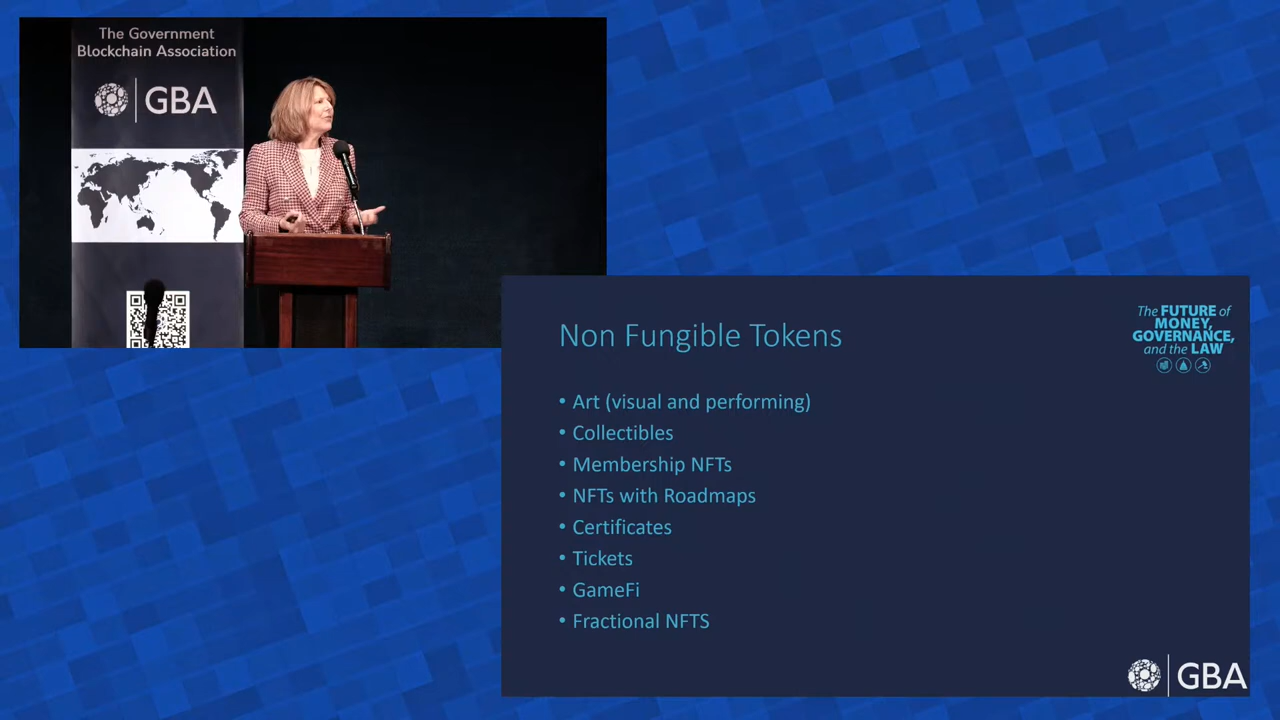 The Government
Blockchain Association
GBA
Non Fungible Tokens
The FUTURE of
MONEY,
GOVERNANCE,
and the LAW
• Art (visual and performing)
• Collectibles
• Membership NFTs
• NFTs with Roadmaps
• Certificates
• Tickets
• GameFi
• Fractional NFTS
GBA